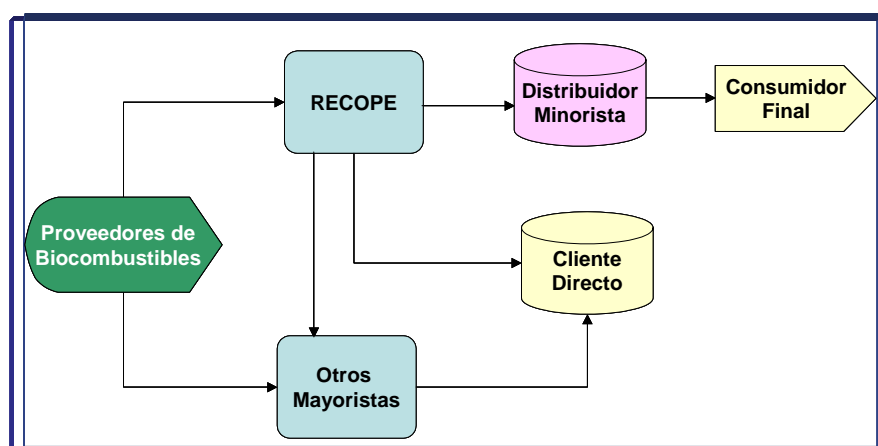 RECOPE
Distribuidor
Minorista
Consumidor
Final
Proveedores de
Biocombustibles
Cliente
Directo
Otros
Mayoristas